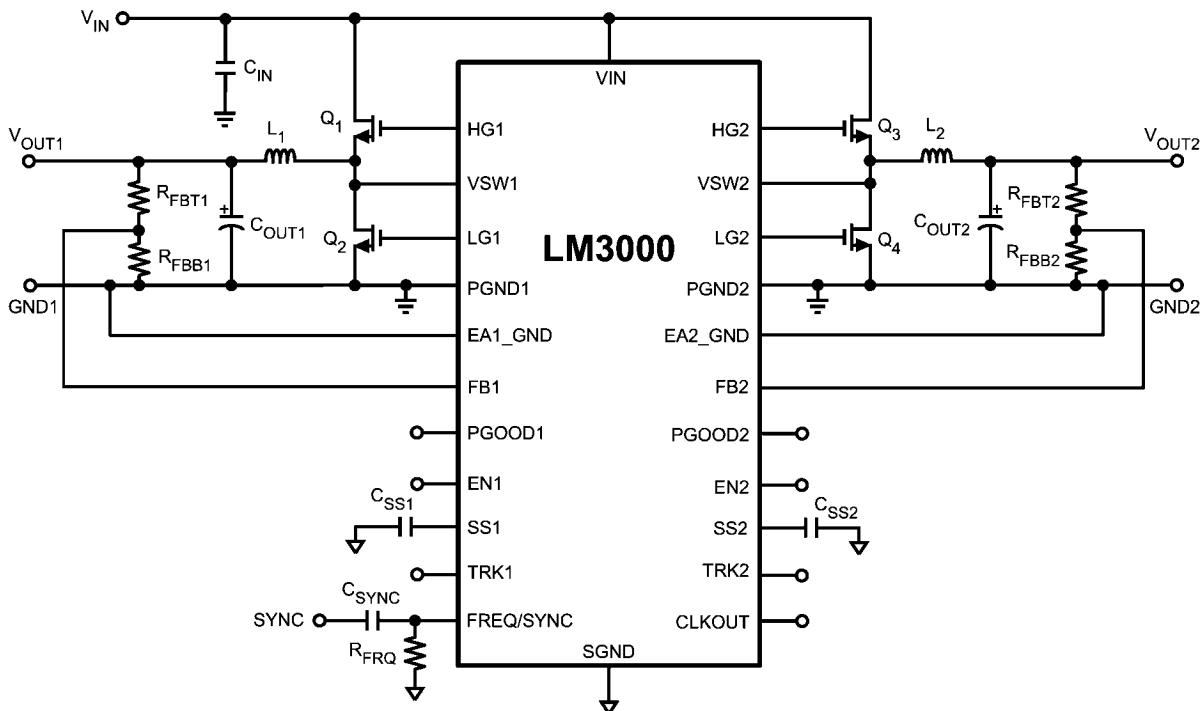 VIN
CIN
VIN
VOUT1
L1
Q1
HG1
HG2
Q3
L2
VOUT2
RFBT1
COUT1
VSW1
VSW2
COUT2
RFBT2
Q2
LG1
LM3000
LG2
Q4
RFBB1
RFBB2
GND1
PGND1
PGND2
GND2
EA1_GND
EA2_GND
FB1
FB2
PGOOD1
PGOOD2
EN1
EN2
CSS1
CSS2
SS1
SS2
TRK1
TRK2
CSYNC
SYNC
FREQ/SYNC
CLKOUT
RFRQ
SGND
+
+